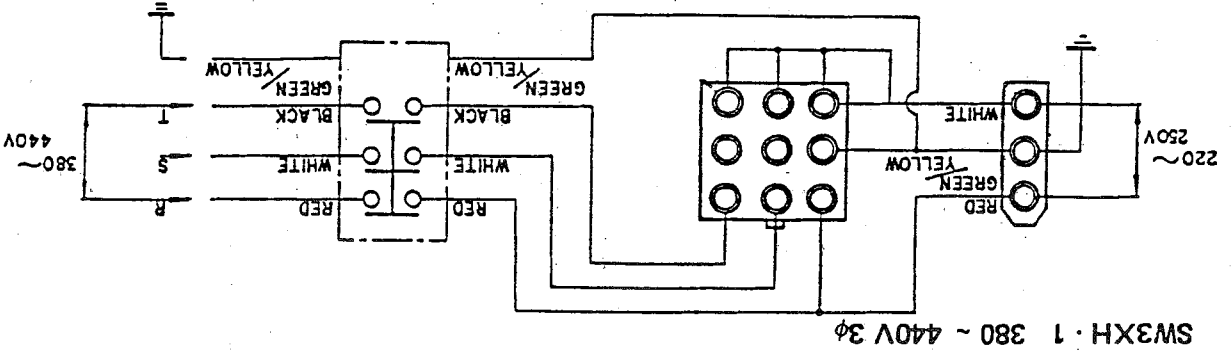 SW3XH · 1 380 ~ 440V 3φ
220~
250V
RED
GREEN/
YELLOW
WHITE
RED
WHITE
BLACK
GREEN/
YELLOW
RED
WHITE
BLACK
GREEN/
YELLOW
R
S
T
380~
440V